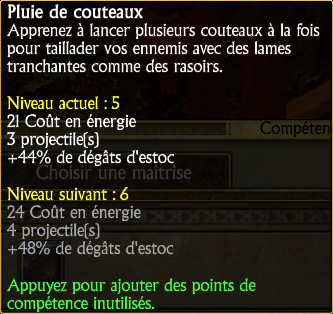 Pluie de couteaux
Apprenez à lancer plusieurs couteaux à la fois
pour taillader vos ennemis avec des lames
tranchantes comme des rasoirs.
Niveau actuel : 5
21 Coût en énergie
3 projectile(s)
Compéten
+44% de dégâts d'estoc
Choisir une maîtrise
Niveau suivant : 6
24 Coût en énergie
4 projectile(s)
+48% de dégâts d'estoc
Appuyez pour ajouter des points de
compétence inutilisés.